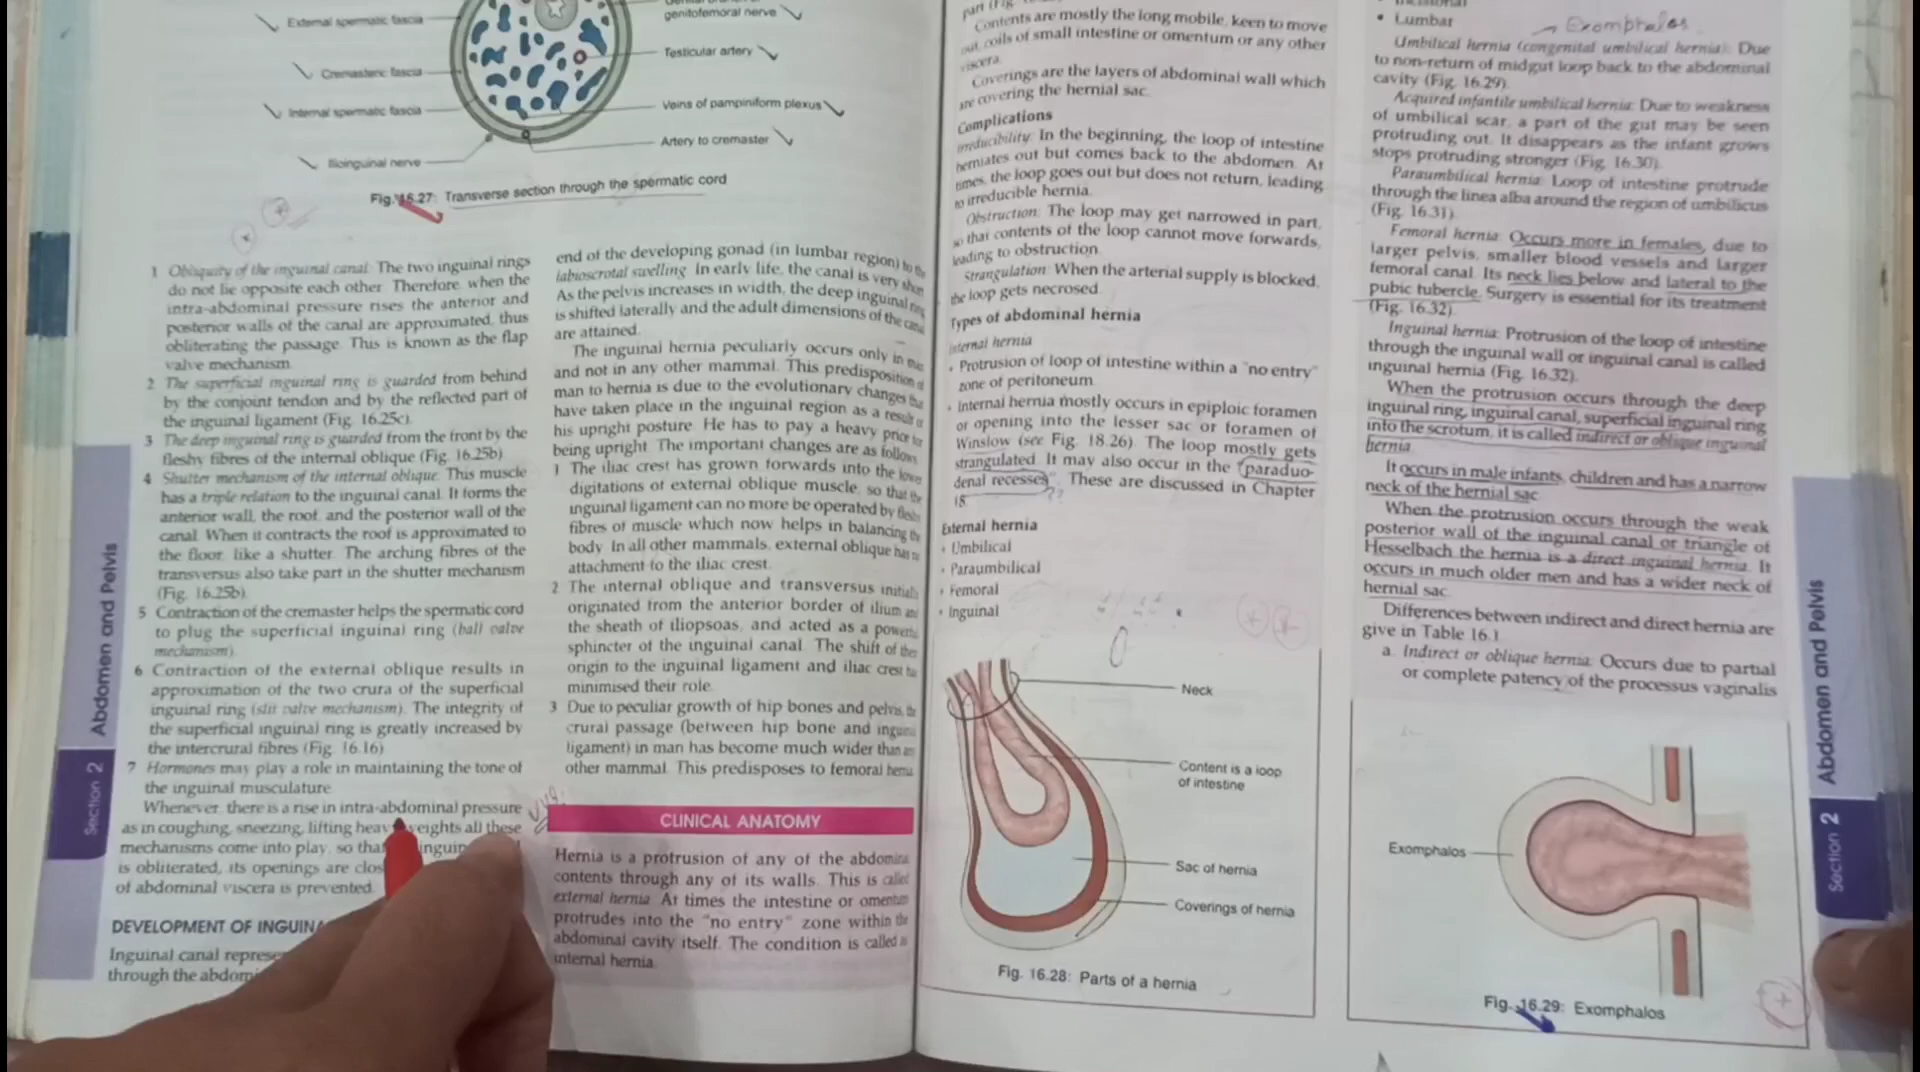 External spermatic fascia
Cremasteric fascia
Internal spermatic fascia
Ilioinguinal nerve
genitofemoral nerve
Testicular artery
Veins of pampiniform plexus
Artery to cremaster
Fig. 16.27: Transverse section through the spermatic cord
1 Obliquity of the inguinal canal: The two inguinal rings
do not lie opposite each other. Therefore, when the
intra-abdominal pressure rises the anterior and
posterior walls of the canal are approximated, thus
obliterating the passage. This is known as the flap
valve mechanism.
2 The superficial inguinal ring is guarded from behind
by the conjoint tendon and by the reflected part of
the inguinal ligament (Fig. 16.25c).
3 The deep inguinal ring is guarded from the front by the
fleshy fibres of the internal oblique (Fig. 16.25b).
4 Shutter mechanism of the internal oblique: This muscle
has a triple relation to the inguinal canal. It forms the
anterior wall, the roof, and the posterior wall of the
canal. When it contracts the roof is approximated to
the floor, like a shutter. The arching fibres of the
transversus also take part in the shutter mechanism
(Fig. 16.25b).
5 Contraction of the cremaster helps the spermatic cord
to plug the superficial inguinal ring (ball valve
mechanism).
6 Contraction of the external oblique results in
approximation of the two crura of the superficial
inguinal ring (slit valve mechanism). The integrity of
the superficial inguinal ring is greatly increased by
the intercrural fibres (Fig. 16.16).
7 Hormones may play a role in maintaining the tone of
the inguinal musculature.
Whenever, there is a rise in intra-abdominal pressure
as in coughing, sneezing, lifting heavy weights all these
mechanisms come into play, so
is obliterated, its openings are
of abdominal viscera is prevented.
DEVELOPMENT OF
Inguinal canal
through the
end of the developing gonad (in lumbar region) to the
labioscrotal swelling. In early life, the canal is very short.
As the pelvis increases in width, the deep inguinal ring
is shifted laterally and the adult dimensions of the canal
are attained.
The inguinal hernia peculiarly occurs only in man
and not in any other mammal. This predisposition of
man to hernia is due to the evolutionary changes that
have taken place in the inguinal region as a result of
his upright posture. He has to pay a heavy price for
being upright. The important changes are as follows
1 The iliac crest has grown forwards into the lower
digitations of external oblique muscle, so that the
inguinal ligament can no more be operated by fleshy
fibres of muscle which now helps in balancing the
body. In all other mammals, external oblique has no
attachment to the iliac crest.
2 The internal oblique and transversus initially
originated from the anterior border of ilium and
the sheath of iliopsoas, and acted as a powerful
sphincter of the inguinal canal. The shift of their
origin to the inguinal ligament and iliac crest has
minimised their role.
3 Due to peculiar growth of hip bones and pelvis, the
crural passage (between hip bone and inguinal
ligament) in man has become much wider than
other mammal. This predisposes to femoral hernia
CLINICAL ANATOMY
Hernia is a protrusion of any of the abdominal
contents through any of its walls. This is called
external hernia. At times the intestine or omentum
protrudes into the "no entry" zone within the
abdominal cavity itself. The condition is called
internal hernia.
part
Contents are mostly the long mobile, keen to move
out, coils of small intestine or omentum or any other
viscera.
Coverings are the layers of abdominal wall which
are covering the hernial sac.
Complications
Irreducibility: In the beginning, the loop of intestine
herniates out but comes back to the abdomen. At
times, the loop goes out but does not return, leading
to irreducible hernia.
Obstruction: The loop may get narrowed in part,
so that contents of the loop cannot move forwards,
leading to obstruction.
Strangulation: When the arterial supply is blocked,
the loop gets necrosed.
Types of abdominal hernia
Internal hernia
• Protrusion of loop of intestine within a "no entry"
zone of peritoneum.
• Internal hernia mostly occurs in epiploic foramen
or opening into the lesser sac or foramen of
Winslow (see Fig. 18.26). The loop mostly gets
strangulated. It may also occur in the "paraduo-
denal recesses". These are discussed in Chapter
18. ??
External hernia
• Umbilical
• Paraumbilical
• Femoral
• Inguinal
Neck
Content is a loop
of intestine
Sac of hernia
Coverings of hernia
Fig. 16.28: Parts of a hernia
• Lumbar
→ Exomphalos
Umbilical hernia (congenital umbilical hernia): Due
to non-return of midgut loop back to the abdominal
cavity (Fig. 16.29).
Acquired infantile umbilical hernia: Due to weakness
of umbilical scar, a part of the gut may be seen
protruding out. It disappears as the infant grows
stops protruding stronger (Fig. 16.30).
Paraumbilical hernia: Loop of intestine protrude
through the linea alba around the region of umbilicus
(Fig. 16.31).
Femoral hernia: Occurs more in females, due to
larger pelvis, smaller blood vessels and larger
femoral canal. Its neck lies below and lateral to the
pubic tubercle. Surgery is essential for its treatment
(Fig. 16.32).
Inguinal hernia: Protrusion of the loop of intestine
through the inguinal wall or inguinal canal is called
inguinal hernia (Fig. 16.32).
When the protrusion occurs through the deep
inguinal ring, inguinal canal, superficial inguinal ring
into the scrotum, it is called indirect or oblique inguinal
hernia.
It occurs in male infants, children and has a narrow
neck of the hernial sac.
When the protrusion occurs through the weak
posterior wall of the inguinal canal or triangle of
Hesselbach the hernia is a direct inguinal hernia. It
occurs in much older men and has a wider neck of
hernial sac.
Differences between indirect and direct hernia are
give in Table 16.1.
a. Indirect or oblique hernia: Occurs due to partial
or complete patency of the processus vaginalis
Exomphalos
Fig. 16.29: Exomphalos
Abdomen and Pelvis
Section 2
Abdomen and Pelvis
Section 2